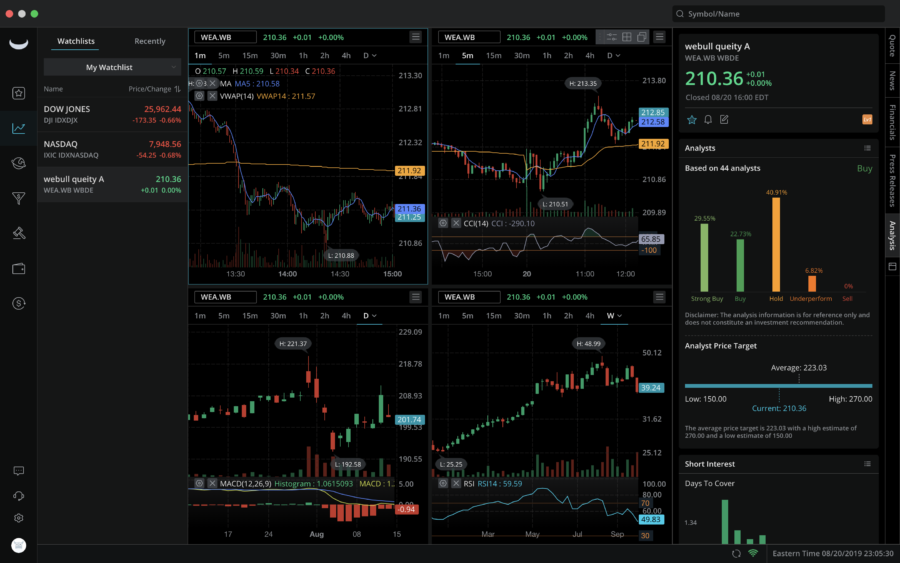 Symbol/Name
Watchlists Recently
My Watchlist
Name Price/Change
DOW JONES 25,962.44
DJI IDXDJX -173.35 -0.66%
NASDAQ 7,948.56
IXIC IDXNASDAQ -54.25 -0.68%
webull queity A 210.36
WEA.WB WBDE +0.01 0.00%
WEA.WB 210.36 +0.01 +0.00%
1m 5m 15m 30m 1h 2h 4h D
O 210.57 H 210.59 L 210.34 C 210.36
MA MA5 : 210.58
VWAP(14) VWAP14 : 211.57
213.30
212.81
212.32
211.92
211.36
211.25
210.86
L: 210.88
13:30 14:00 14:30 15:00
WEA.WB 210.36 +0.01 +0.00%
1m 5m 15m 30m 1h 2h 4h D
H: 213.35
213.80
212.85
212.58
211.92
210.86
L: 210.51
209.89
CCI(14) CCI : -290.10
65.85
-100
15:00 20 11:00 12:00
WEA.WB 210.36 +0.01 +0.00%
1m 5m 15m 30m 1h 2h 4h D
229.09
H: 221.37
218.78
208.93
201.74
199.53
L: 192.58
190.55
MACD(12,26,9) Histogram : 1.0615093 MACD : 1..
5.00
0.00
-0.94
17 24 Aug 08 15
WEA.WB 210.36 +0.01 +0.00%
1m 5m 15m 30m 1h 2h 4h W
H: 48.99
50.12
39.24
31.62
L: 25.25
25.12
RSI RSI14 : 59.59
100.00
80.00
70
60.00
49.83
30
Mar May Jul Sep
webull queity A
WEA.WB WBDE
210.36 +0.01
+0.00%
Closed 08/20 16:00 EDT
Analysts
Based on 44 analysts Buy
29.55%
22.73%
40.91%
6.82%
0%
Strong Buy Buy Hold Underperform Sell
Disclaimer: The analysis information is for reference only and
does not constitute an investment recommendation.
Analyst Price Target
Average: 223.03
Low: 150.00 High: 270.00
Current: 210.36
The average price target is 223.03 with a high estimate of
270.00 and a low estimate of 150.00
Short Interest
Days To Cover
1.34
Quote
News
Financials
Press Releases
Analysis
Eastern Time 08/20/2019 23:05:30